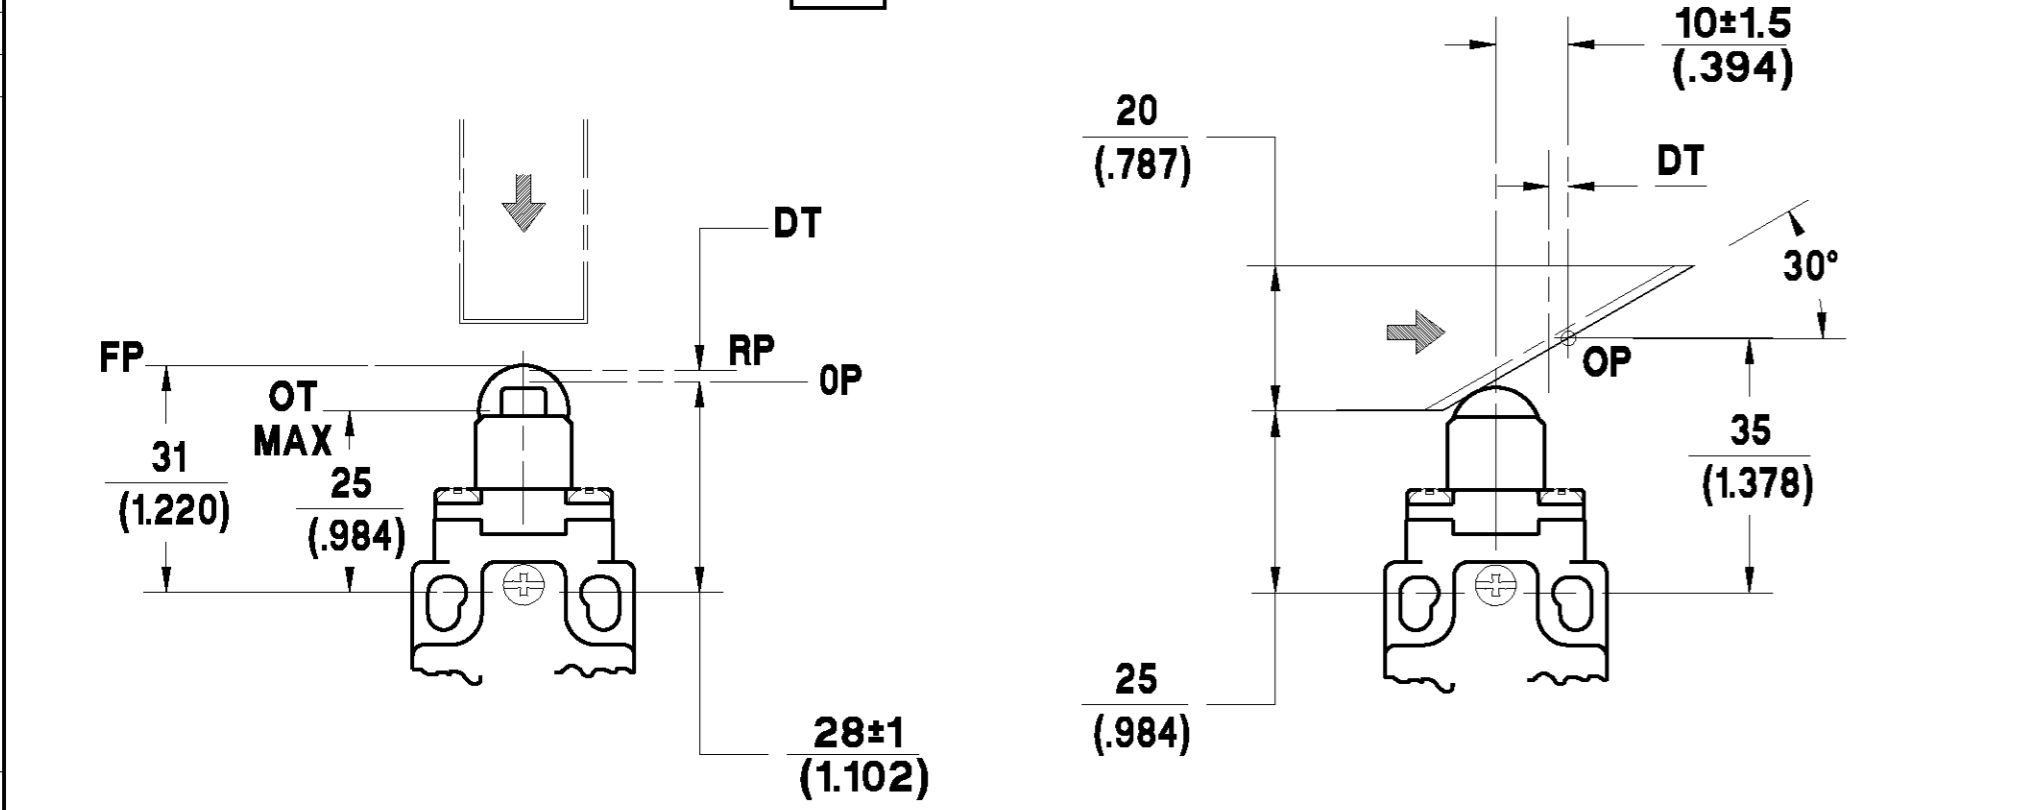 DT
FP
RP
0P
OT
MAX
31
(1.220)
25
(.984)
28±1
(1.102)
10±1.5
(.394)
20
(.787)
DT
30°
OP
35
(1.378)
25
(.984)